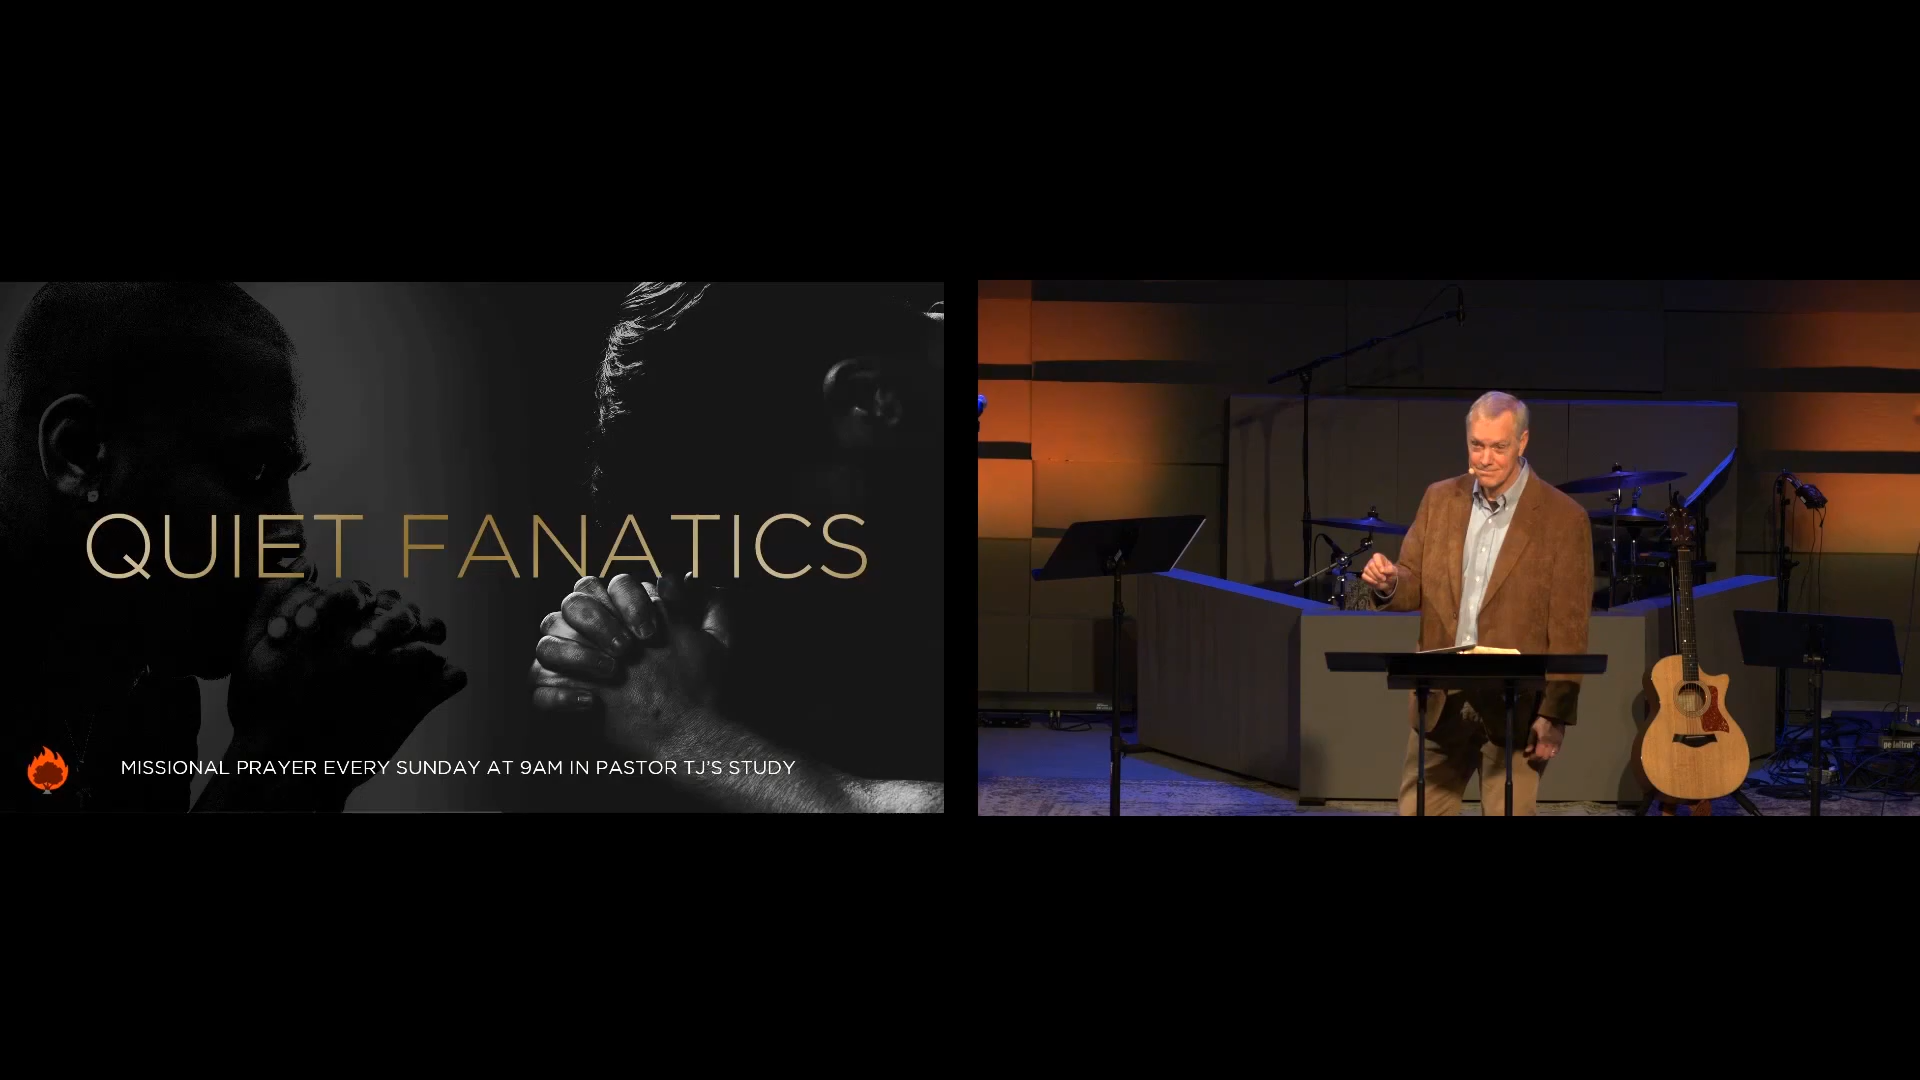 QUIET FANATICS
MISSIONAL PRAYER EVERY SUNDAY AT 9AM IN PASTOR TJ'S STUDY